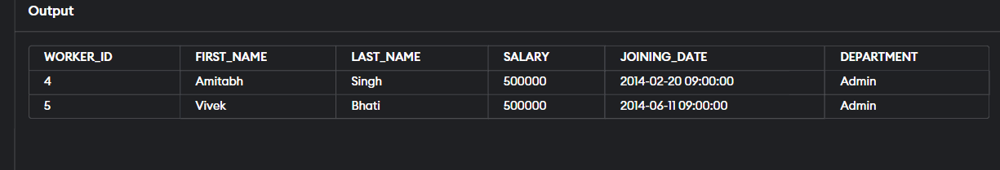 Output
WORKER_ID FIRST_NAME LAST_NAME SALARY JOINING_DATE DEPARTMENT
4 Amitabh Singh 500000 2014-02-20 09:00:00 Admin
5 Vivek Bhati 500000 2014-06-11 09:00:00 Admin